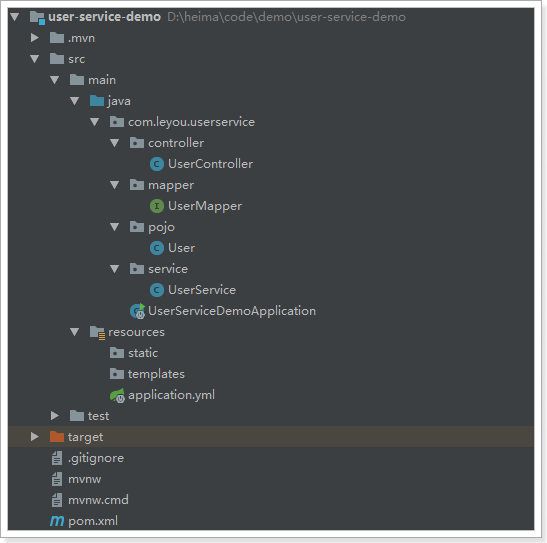 user-service-demo D:\heima\code\demo\user-service-demo
.mvn
src
main
java
com.leyou.userservice
controller
UserController
mapper
UserMapper
pojo
User
service
UserService
UserServiceDemoApplication
resources
static
templates
application.yml
test
target
.gitignore
mvnw
mvnw.cmd
pom.xml